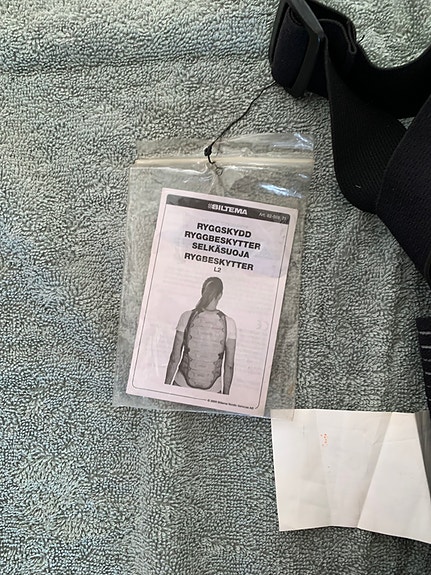 BILTEMA
RYGGSKYDD
RYGGBESKYTTER
SELKÄSUOJA
RYGBESKYTTER
L2